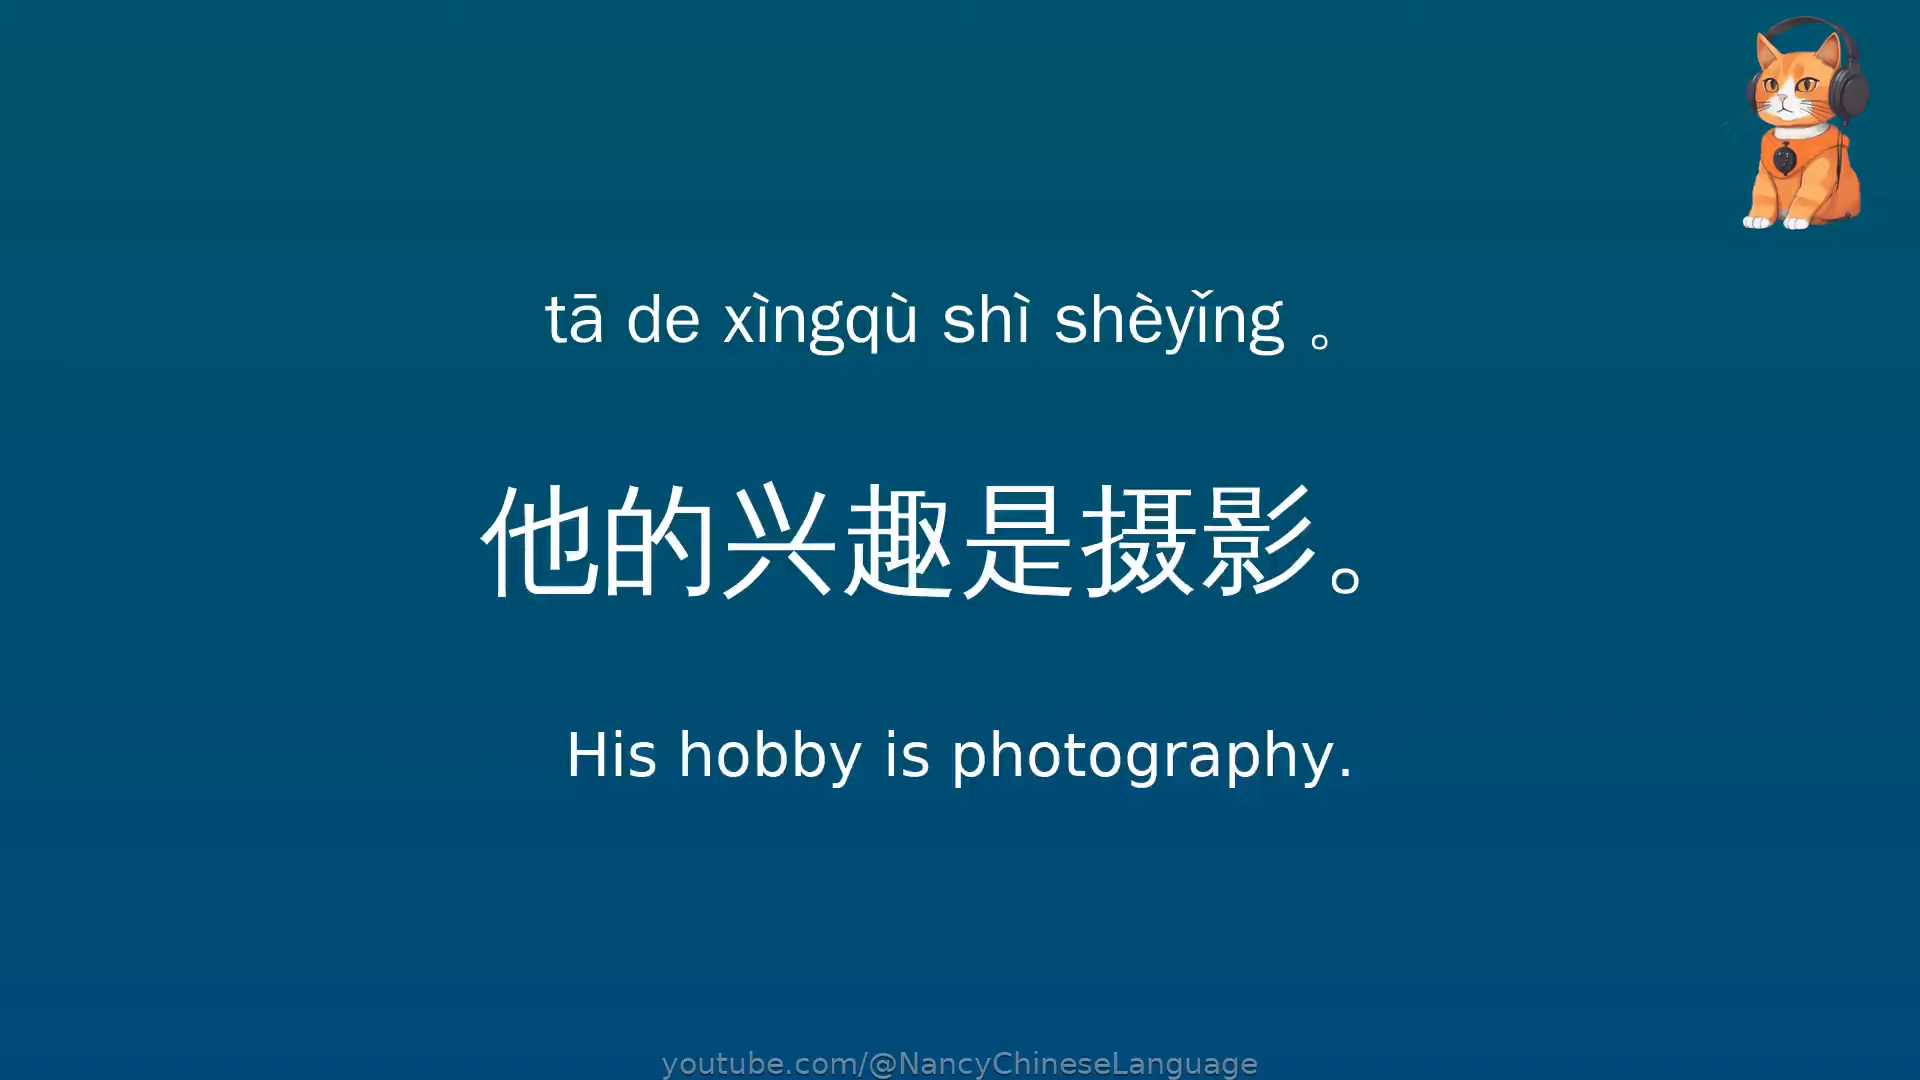 tā de xìngqù shì shèyǐng 。
他的兴趣是摄影。
His hobby is photography.
youtube.com/@NancyChineseLanguage